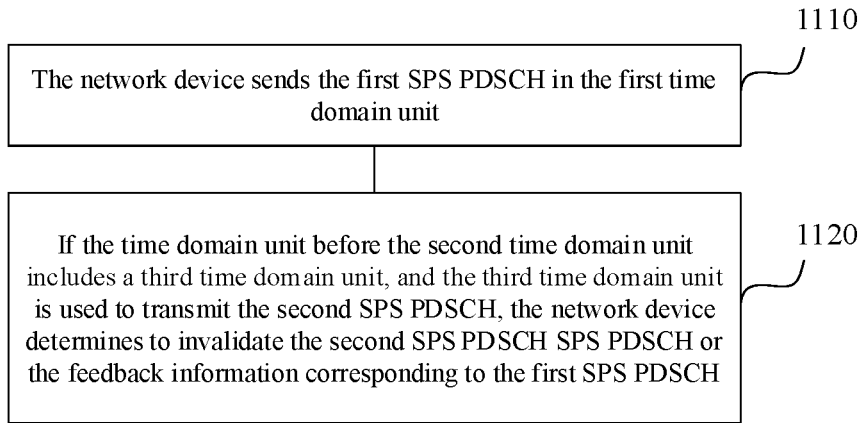 1110
The network device sends the first SPS PDSCH in the first time
domain unit
1120
If the time domain unit before the second time domain unit
includes a third time domain unit, and the third time domain unit
is used to transmit the second SPS PDSCH, the network device
determines to invalidate the second SPS PDSCH SPS PDSCH or
the feedback information corresponding to the first SPS PDSCH